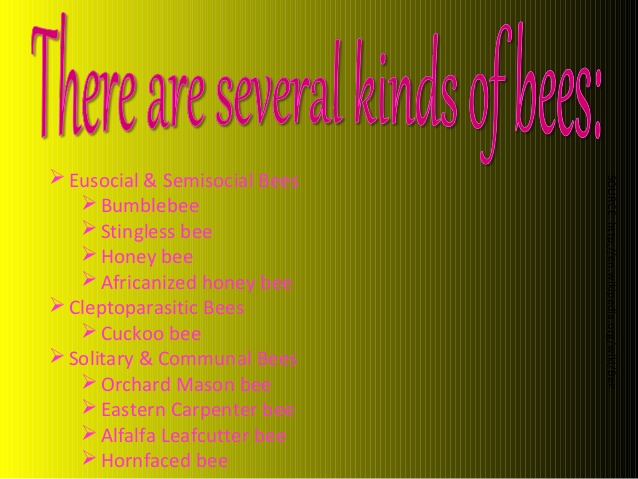 There are several kinds of bees:
Eusocial & Semisocial Bees
Bumblebee
Stingless bee
Honey bee
Africanized honey bee
Cleptoparasitic Bees
Cuckoo bee
Solitary & Communal Bees
Orchard Mason bee
Eastern Carpenter bee
Alfalfa Leafcutter bee
Hornfaced bee